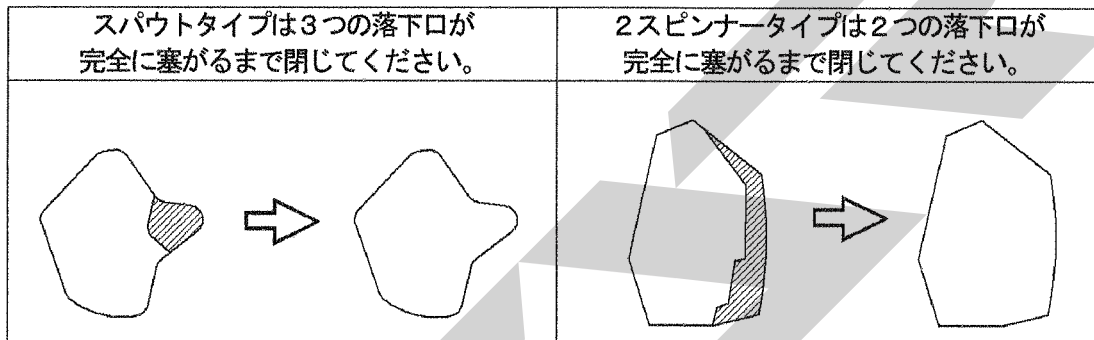 スパウトタイプは3つの落下口が
完全に塞がるまで閉じてください。
2スピンナータイプは2つの落下口が
完全に塞がるまで閉じてください。